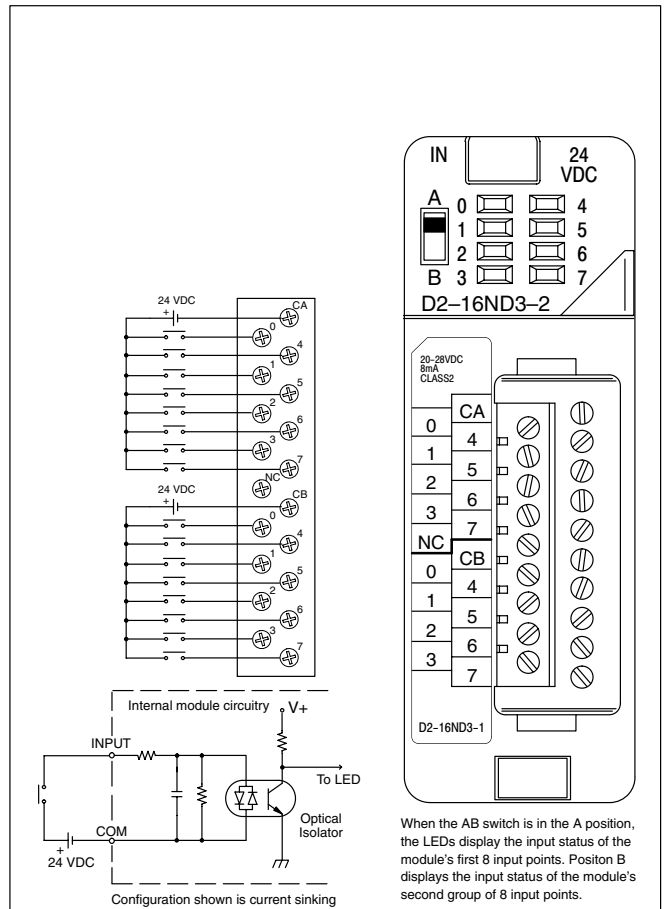 IN
24
VDC
A
0
4
1
5
2
6
B
3
7
D2–16ND3–2
24 VDC
+
CA
0
4
1
5
2
6
3
7
NC
24 VDC
+
CB
0
4
1
5
2
6
3
7
20-28VDC
8mA
CLASS2
CA
0
4
1
5
2
6
3
7
NC
CB
0
4
1
5
2
6
3
7
D2-16ND3-1
Internal module circuitry
V+
INPUT
To LED
Optical
Isolator
COM
+
24 VDC
Configuration shown is current sinking
When the AB switch is in the A position,
the LEDs display the input status of the
module's first 8 input points. Positon B
displays the input status of the module's
second group of 8 input points.